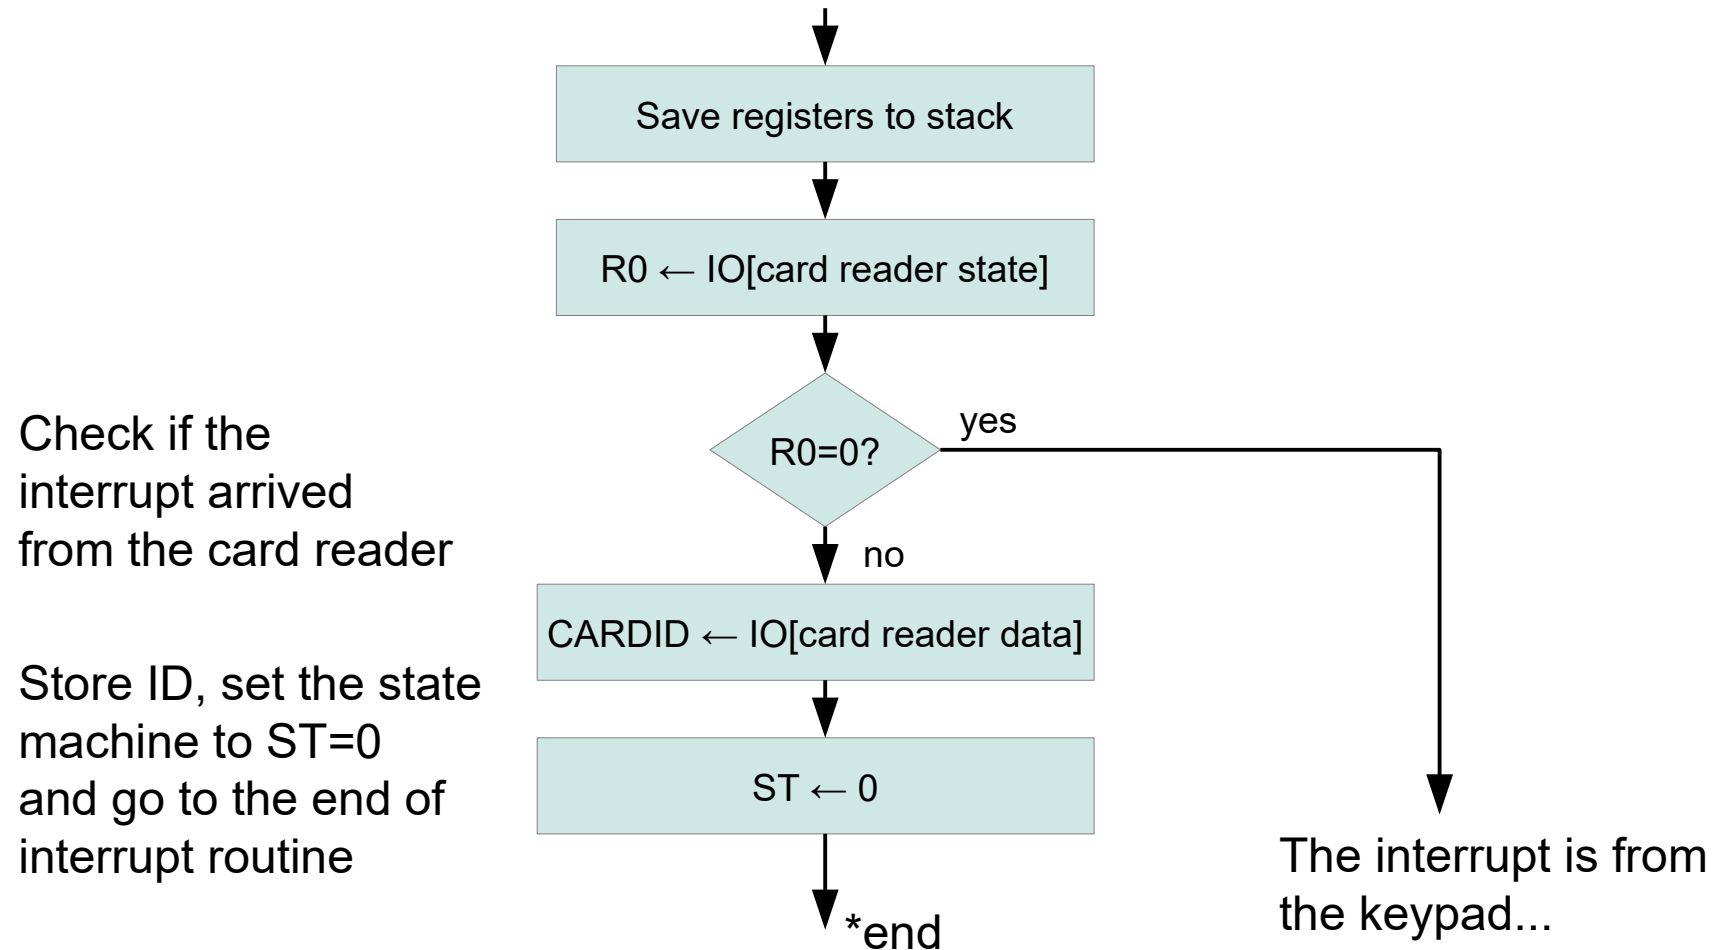 Save registers to stack
R0 ← IO[card reader state]
R0=0?
yes
Check if the
interrupt arrived
from the card reader
no
CARDID ← IO[card reader data]
Store ID, set the state
machine to ST=0
and go to the end of
interrupt routine
ST ← 0
*end
The interrupt is from
the keypad...